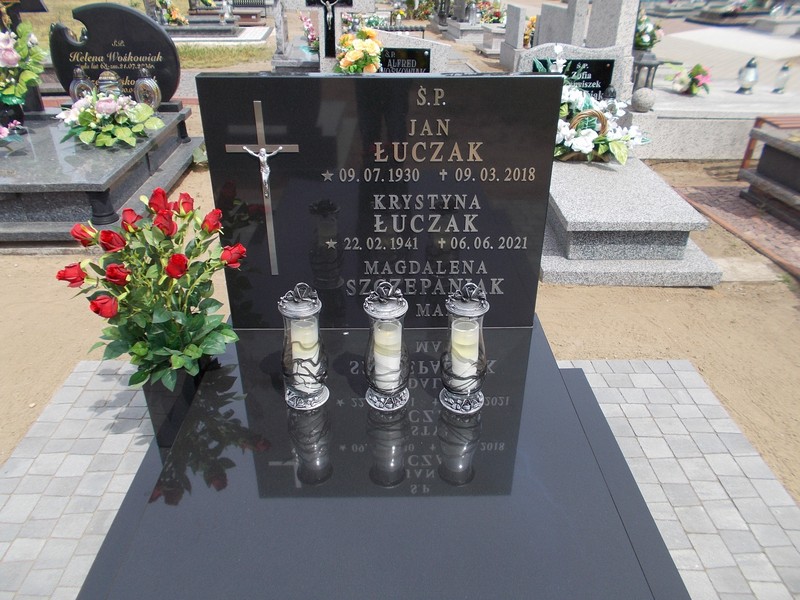 Ś.P.
JAN
ŁUCZAK
★ 09. 07. 1930 ✝ 09. 03. 2018
KRYSTYNA
ŁUCZAK
★ 22. 02. 1941 ✝ 06. 06. 2021
MAGDALENA
SZCZEPANIAK
Ś.P.
Helena Wośkowiak
Ś.P.
ALFRED
Ś.P.
Zofia